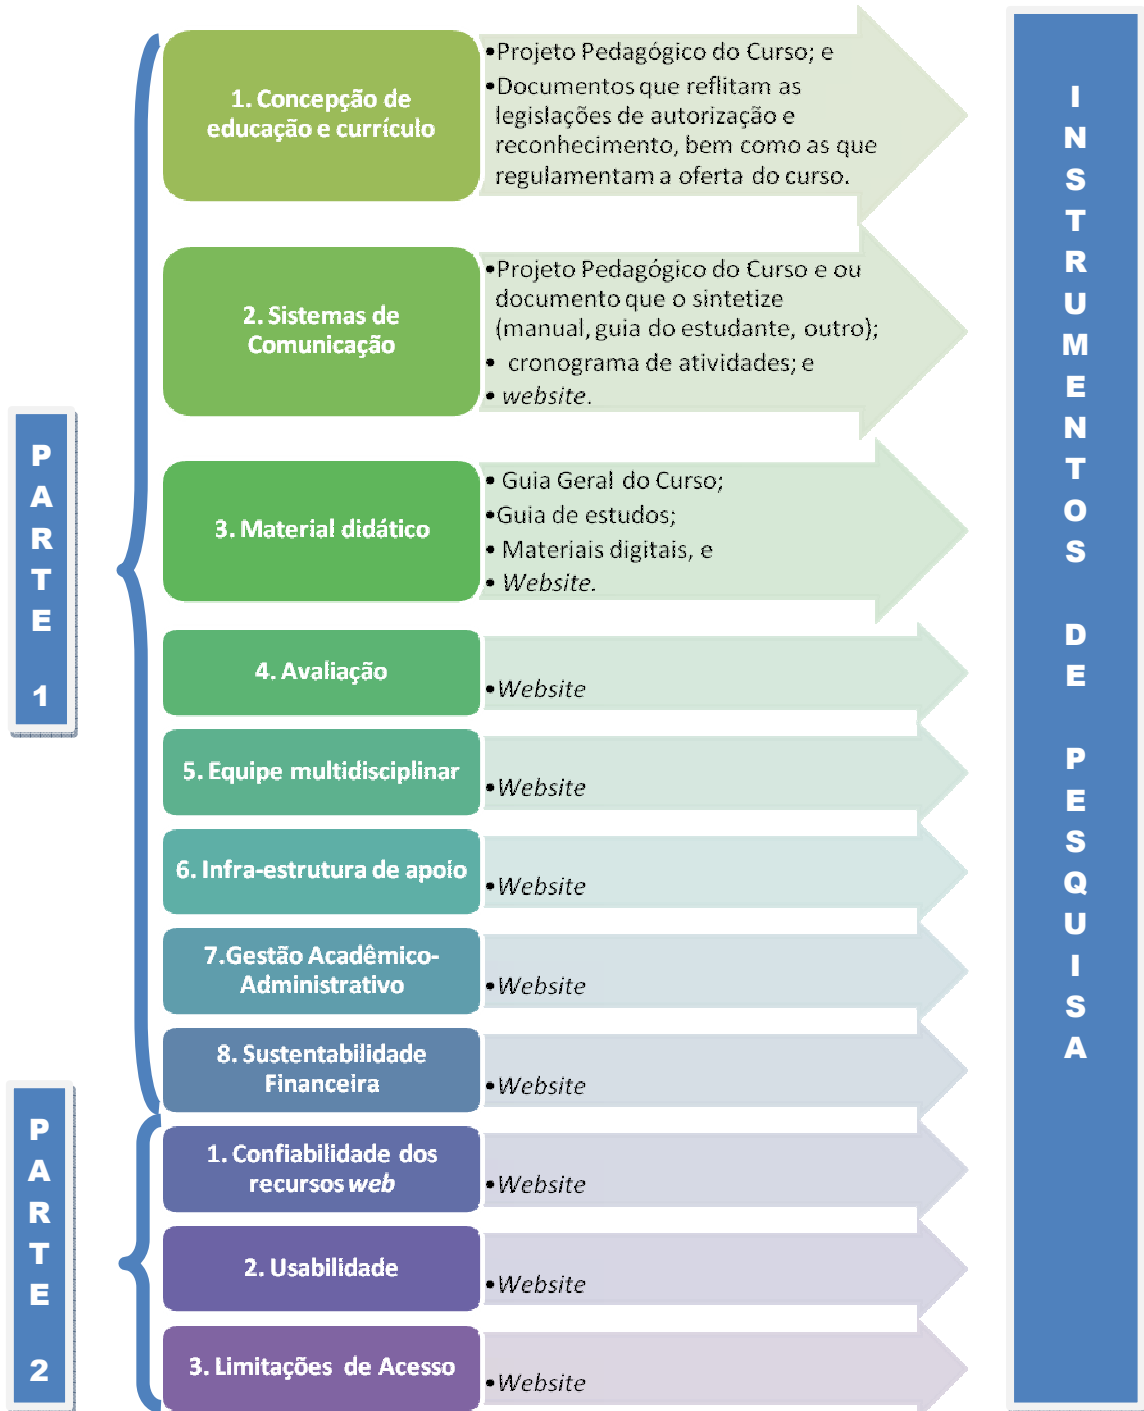 PARTE 1
1. Concepção de
educação e currículo
•Projeto Pedagógico do Curso; e
•Documentos que reflitam as
legislações de autorização e
reconhecimento, bem como as que
regulamentam a oferta do curso.
2. Sistemas de
Comunicação
•Projeto Pedagógico do Curso e ou
documento que o sintetize
(manual, guia do estudante, outro);
• cronograma de atividades; e
• website.
3. Material didático
• Guia Geral do Curso;
•Guia de estudos;
• Materiais digitais, e
• Website.
4. Avaliação
•Website
5. Equipe multidisciplinar
•Website
6. Infra-estrutura de apoio
•Website
7.Gestão Acadêmico-
Administrativo
•Website
8. Sustentabilidade
Financeira
•Website
PARTE 2
1. Confiabilidade dos
recursos web
•Website
2. Usabilidade
•Website
3. Limitações de Acesso
•Website
INSTRUMENTOS DE PESQUISA